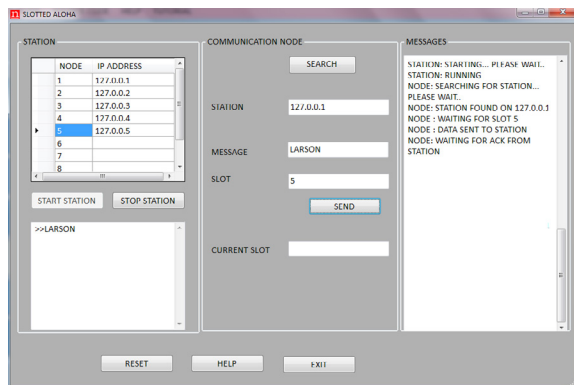 SLOTTED ALOHA
STATION
NODE IP ADDRESS
1 127.0.0.1
2 127.0.0.2
3 127.0.0.3
4 127.0.0.4
5 127.0.0.5
6
7
8
START STATION STOP STATION
>>LARSON
COMMUNICATION NODE
SEARCH
STATION 127.0.0.1
MESSAGE LARSON
SLOT 5
SEND
CURRENT SLOT
MESSAGES
STATION: STARTING... PLEASE WAIT..
STATION: RUNNING
NODE: SEARCHING FOR STATION...
PLEASE WAIT..
NODE: STATION FOUND ON 127.0.0.1
NODE : WAITING FOR SLOT 5
NODE : DATA SENT TO STATION
NODE: WAITING FOR ACK FROM
STATION
RESET HELP EXIT